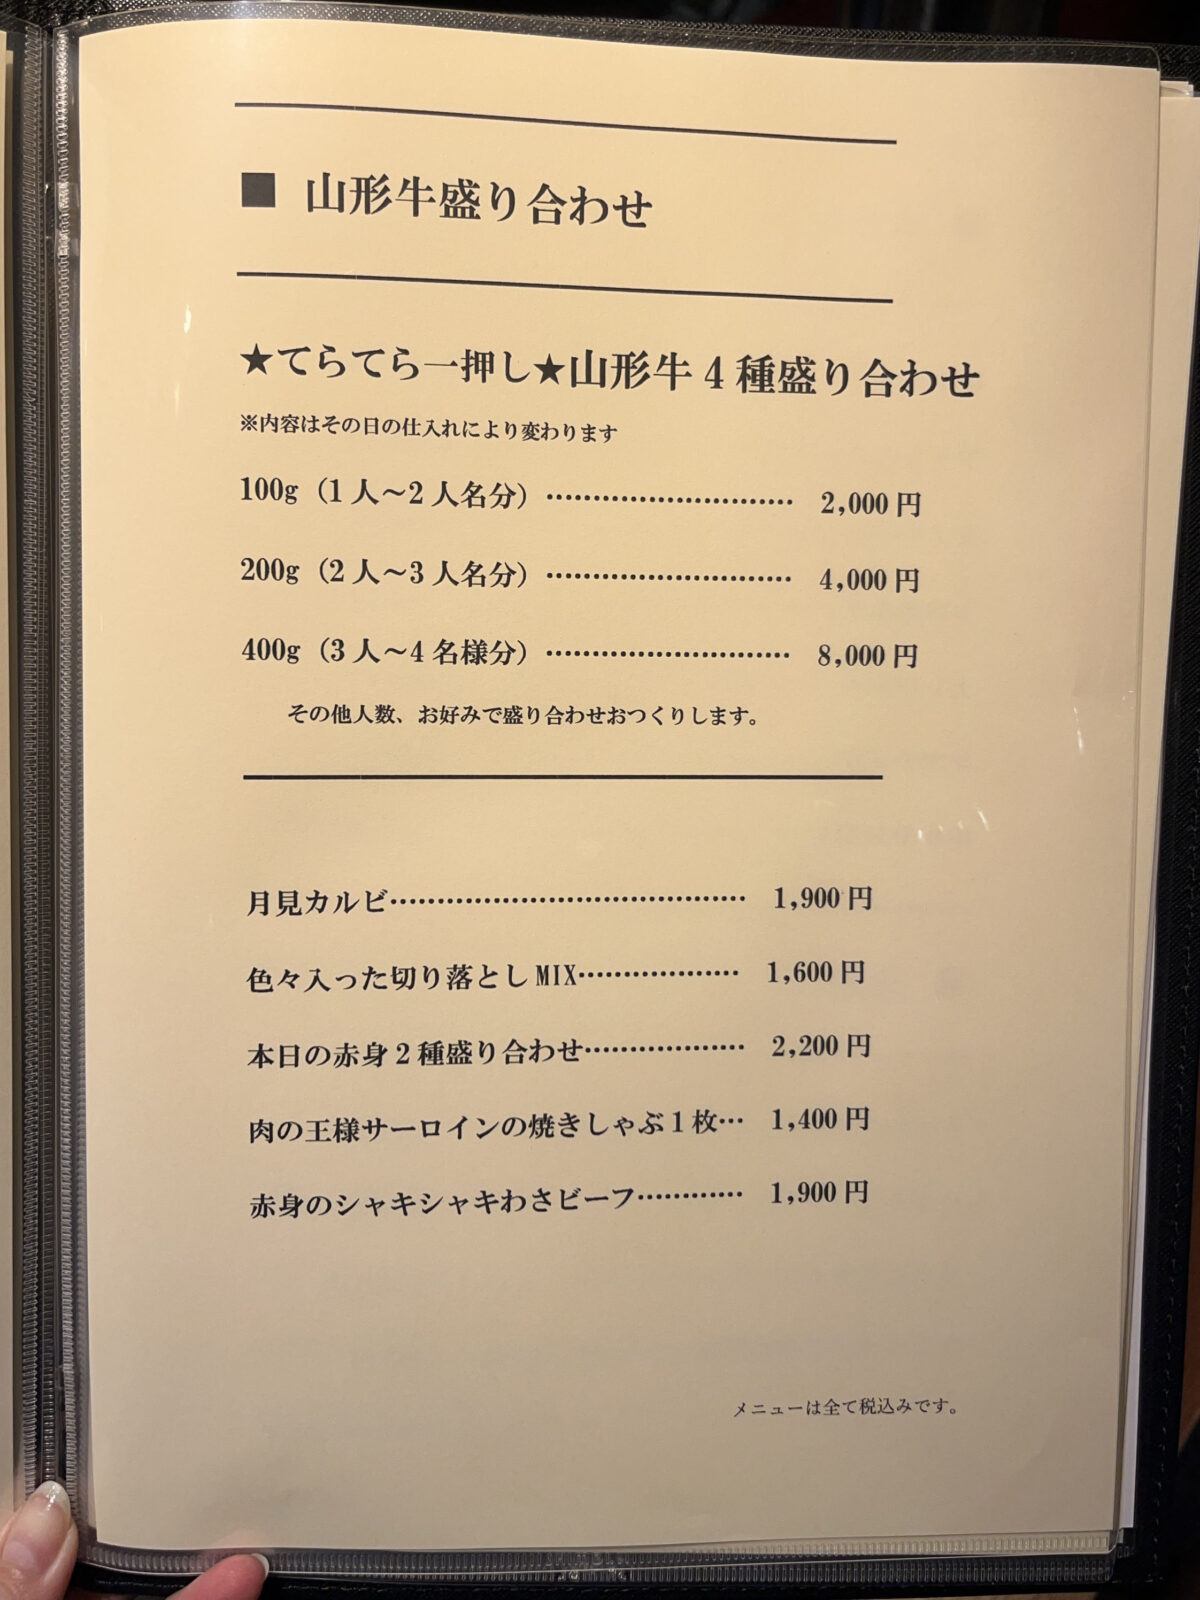 ■ 山形牛盛り合わせ
★てらてら一押し★山形牛4種盛り合わせ
※内容はその日の仕入れにより変わります
100g（1人～2人名分）………………………… 2,000円
200g（2人～3人名分）………………………… 4,000円
400g（3人～4名様分）………………………… 8,000円
その他人数、お好みで盛り合わせおつくりします。
月見カルビ…………………………………… 1,900円
色々入った切り落としMIX……………… 1,600円
本日の赤身2種盛り合わせ……………… 2,200円
肉の王様サーロインの焼きしゃぶ1枚… 1,400円
赤身のシャキシャキわさビーフ………… 1,900円
メニューは全て税込みです。